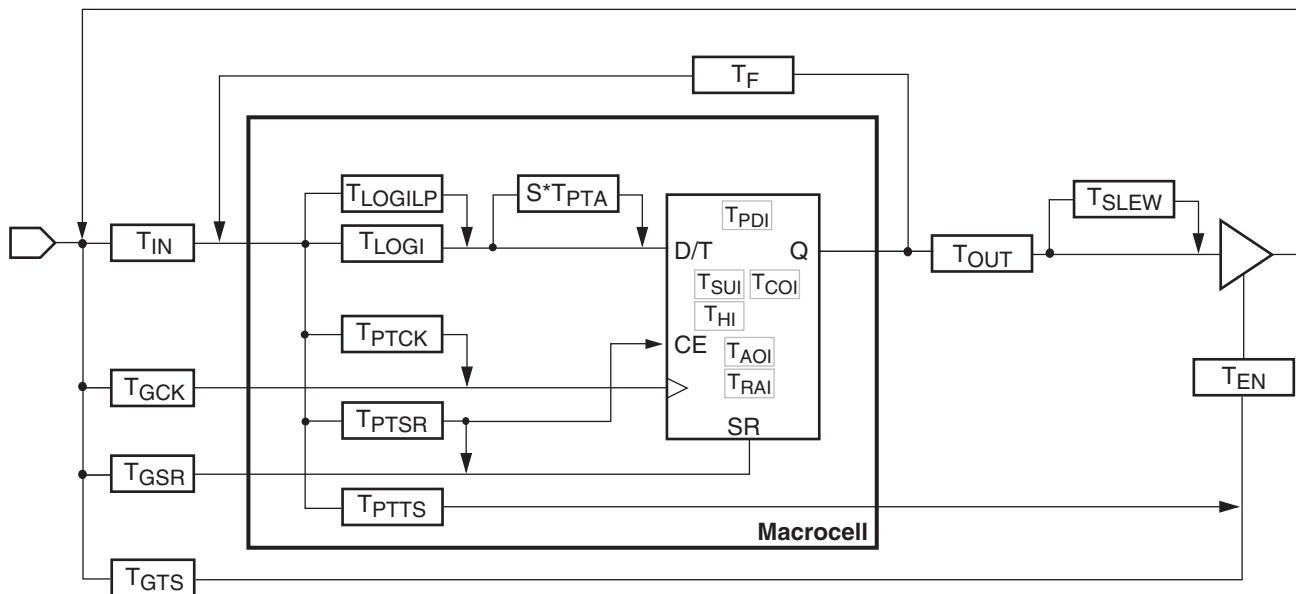 TF
TLOGILP
S*TPTA
TSLEW
TPDI
TIN
TLOGI
D/T
Q
TOUT
TSUI
TCOI
THI
TPTCK
CE
TAOI
TGCK
TRAI
TEN
TPTSR
SR
TGSR
TPTTS
Macrocell
TGTS